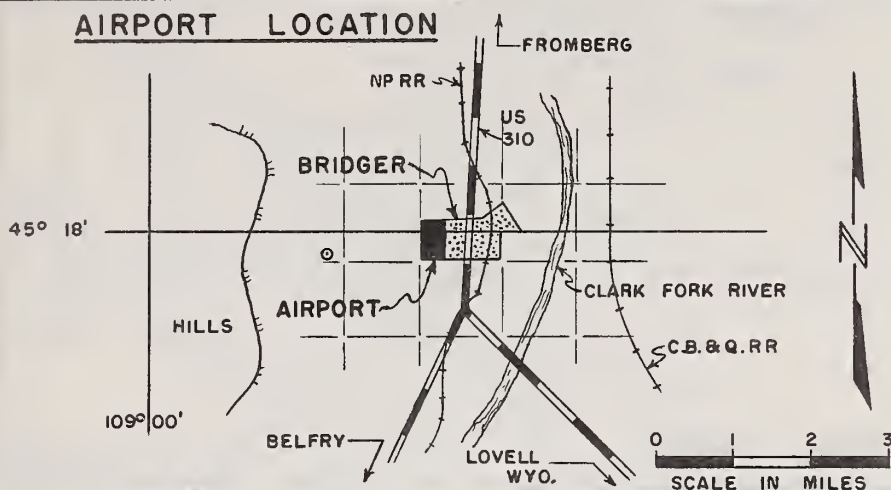 AIRPORT LOCATION
FROMBERG
NP RR
US
310
BRIDGER
45° 18'
AIRPORT
CLARK FORK RIVER
HILLS
C.B.&Q.RR
109°00'
BELFRY
LOVELL
WYO.
0 1 2 3
SCALE IN MILES
N